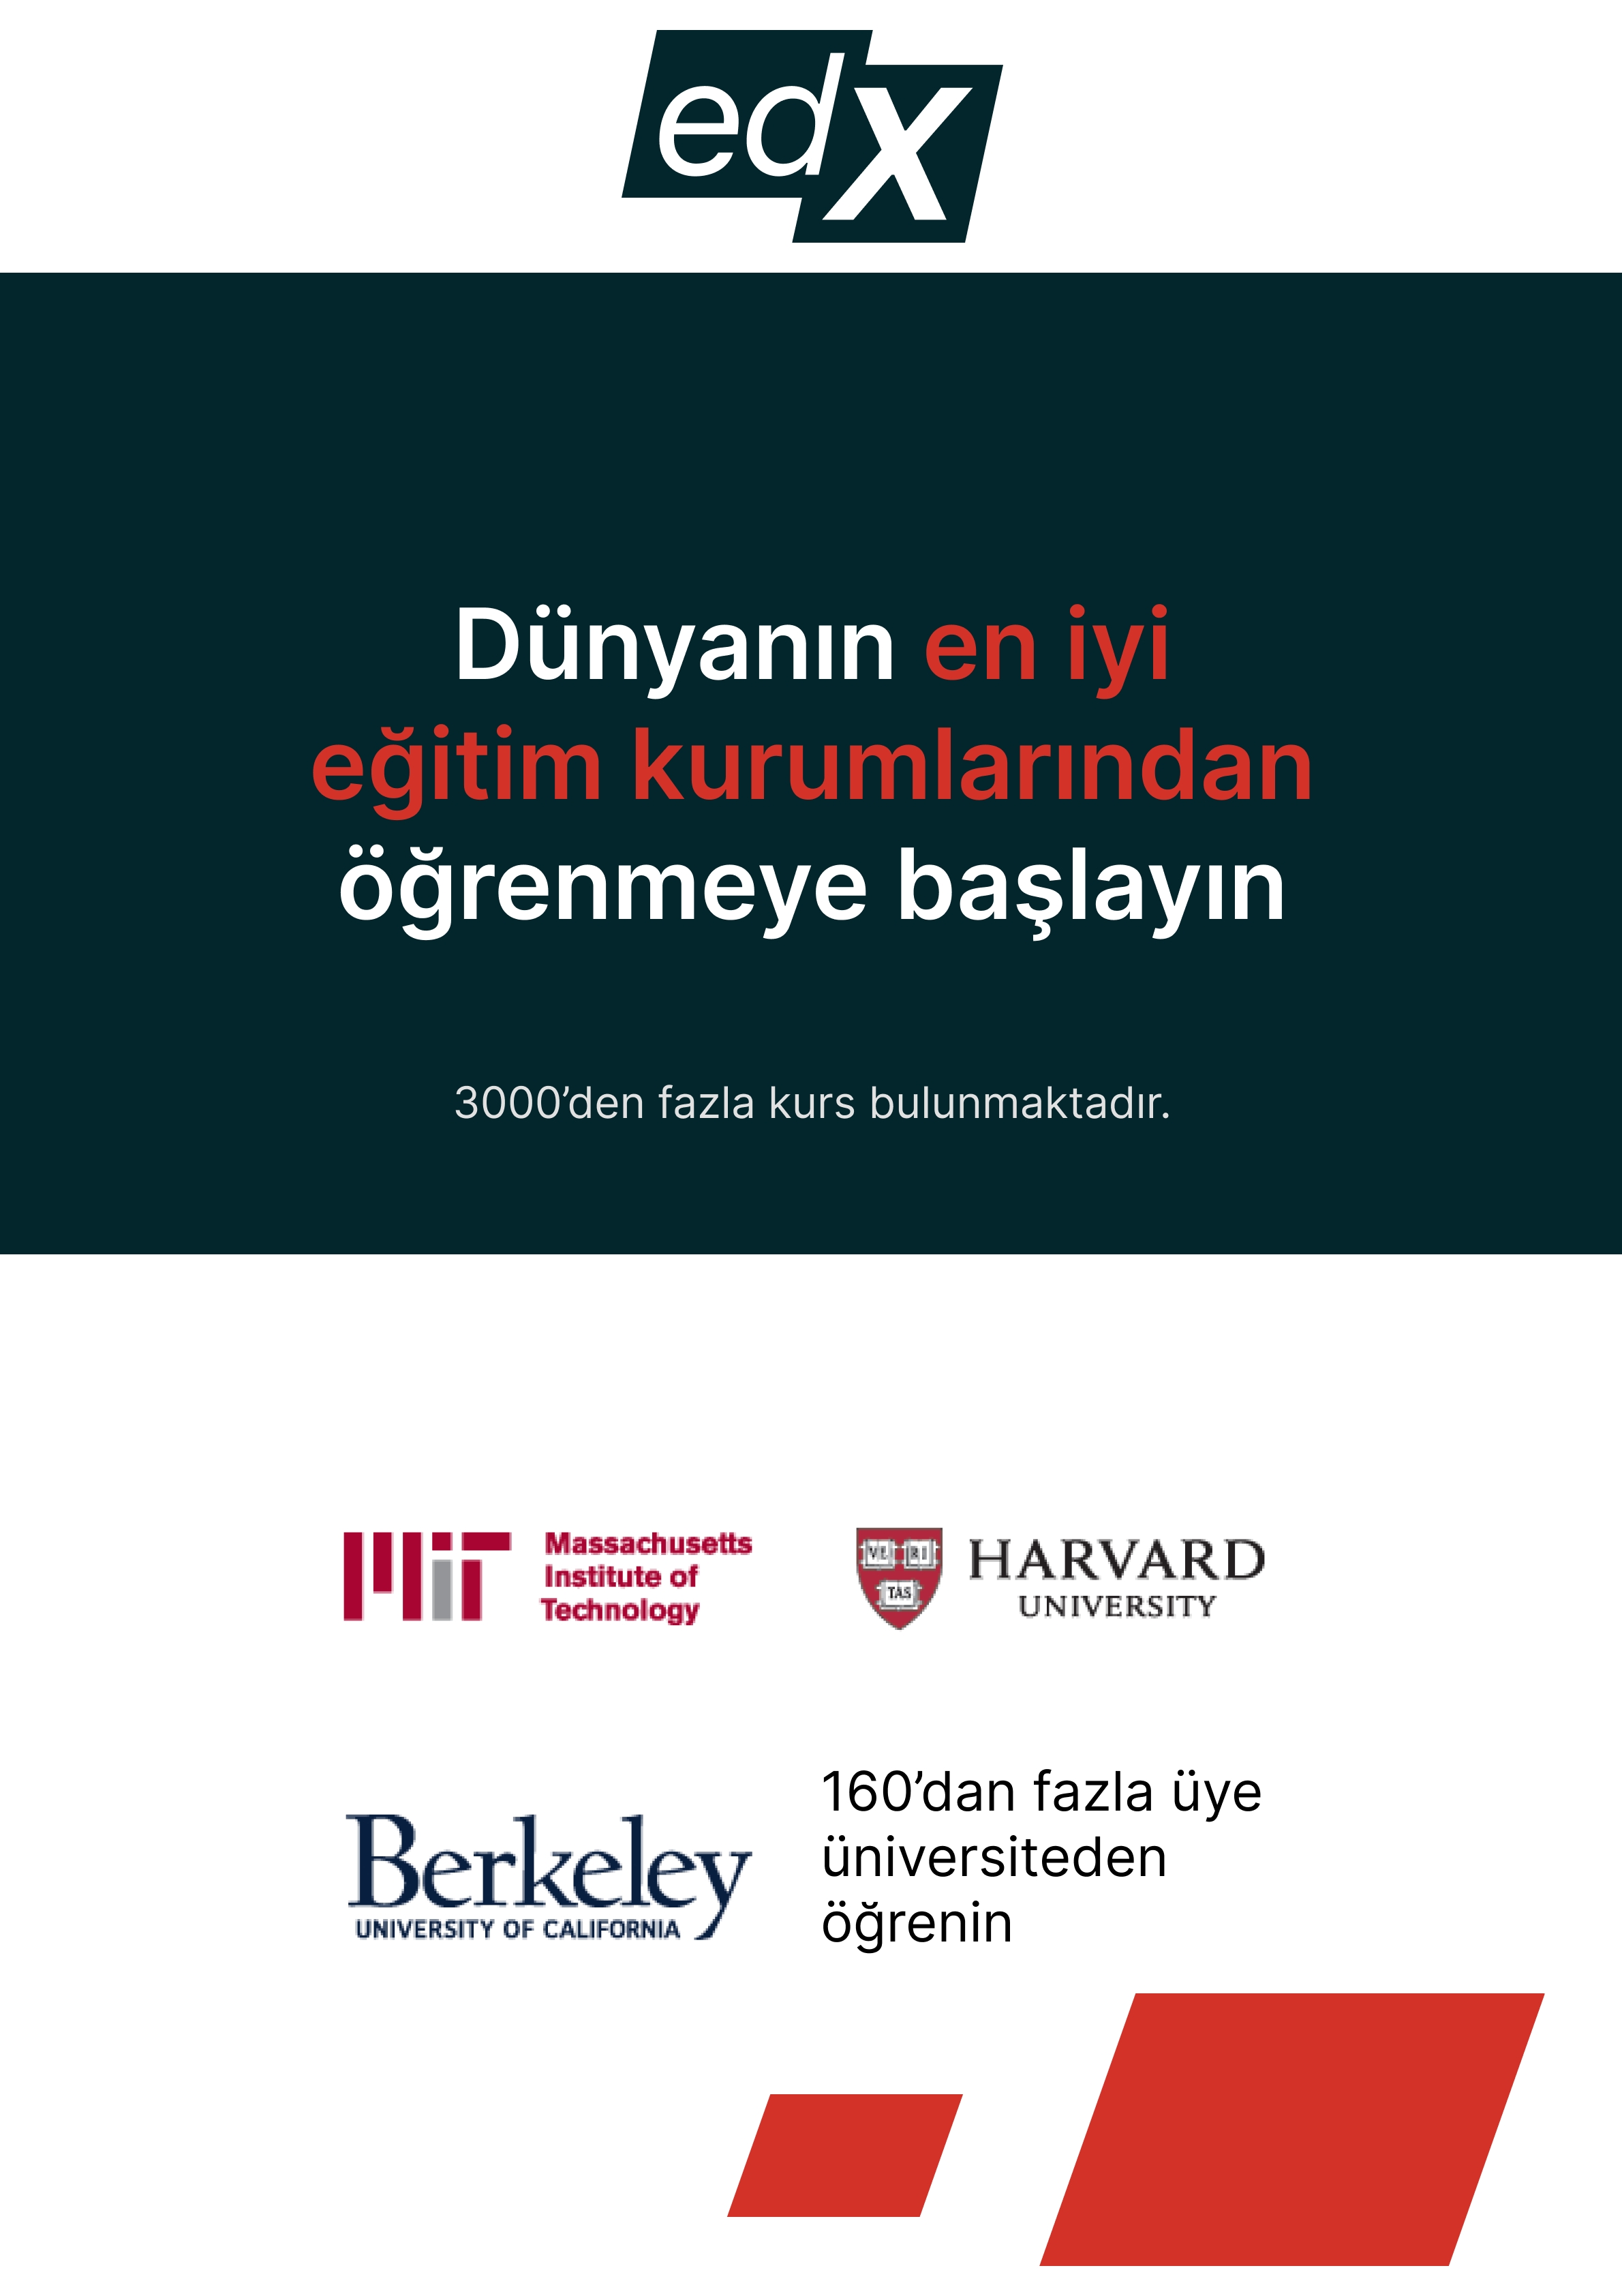 edX
Dünyanın en iyi
eğitim kurumlarından
öğrenmeye başlayın
3000’den fazla kurs bulunmaktadır.
Massachusetts
Institute of
Technology
VE RI
TAS
HARVARD
UNIVERSITY
Berkeley
UNIVERSITY OF CALIFORNIA
160’dan fazla üye
üniversiteden
öğrenin